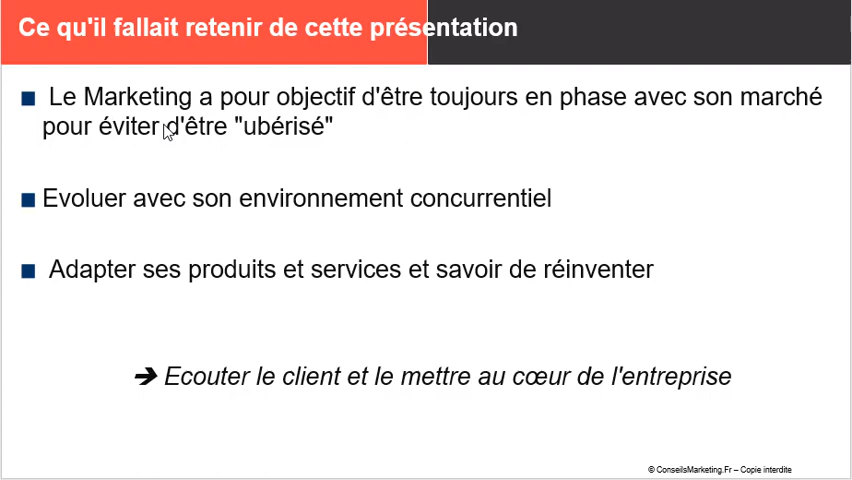 Ce qu'il fallait retenir de cette présentation
Le Marketing a pour objectif d'être toujours en phase avec son marché
pour éviter d'être "ubérisé"
Evoluer avec son environnement concurrentiel
Adapter ses produits et services et savoir de réinventer
➔ Ecouter le client et le mettre au cœur de l'entreprise
© ConseilsMarketing.Fr – Copie interdite